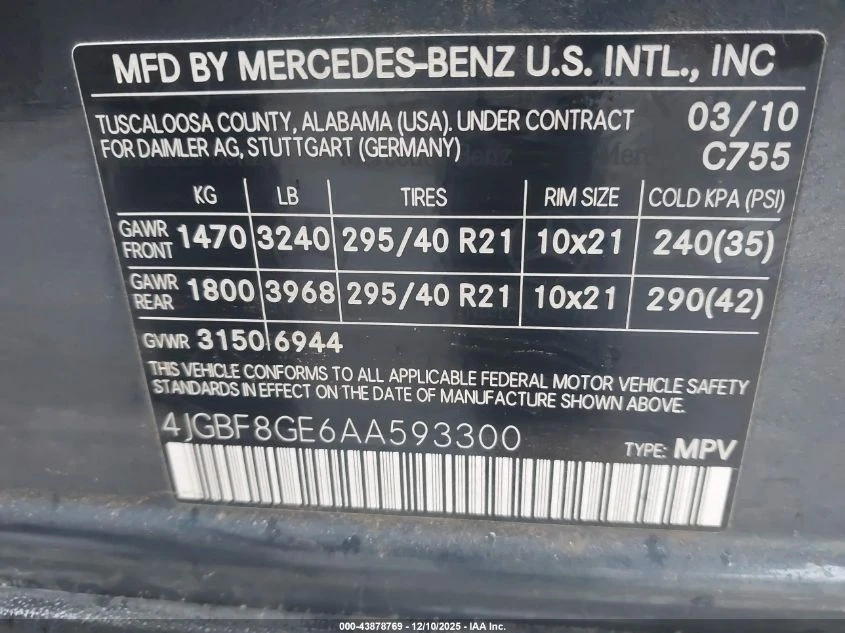 MFD BY MERCEDES-BENZ U.S. INTL., INC
TUSCALOOSA COUNTY, ALABAMA (USA). UNDER CONTRACT 03/10
FOR DAIMLER AG, STUTTGART (GERMANY) C755
KG LB TIRES RIM SIZE COLD KPA (PSI)
GAWR FRONT 1470 3240 295/40 R21 10x21 240(35)
GAWR REAR 1800 3968 295/40 R21 10x21 290(42)
GVWR 3150 6944
THIS VEHICLE CONFORMS TO ALL APPLICABLE FEDERAL MOTOR VEHICLE SAFETY
STANDARDS IN EFFECT ON THE DATE OF MANUFACTURE SHOWN ABOVE.
4JGBF8GE6AA593300
TYPE: MPV
000-43878769 - 12/10/2025 - IAA Inc.